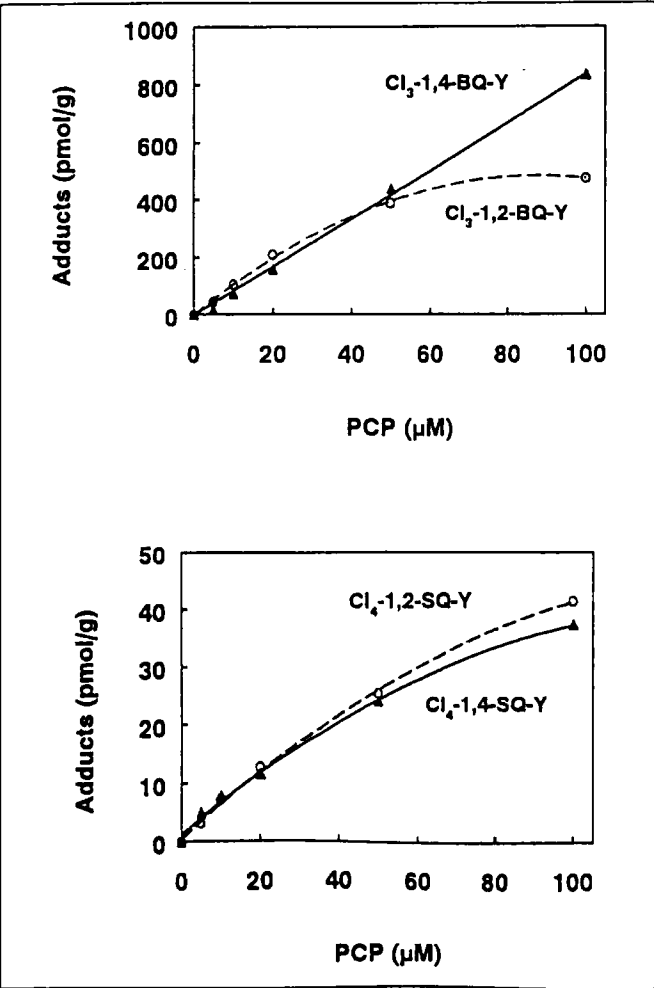 1000
800
600
400
200
0
Adducts (pmol/g)
Cl₃-1,4-BQ-Y
Cl₃-1,2-BQ-Y
0 20 40 60 80 100
PCP (µM)
50
40
30
20
10
0
Adducts (pmol/g)
Cl₄-1,2-SQ-Y
Cl₄-1,4-SQ-Y
0 20 40 60 80 100
PCP (µM)